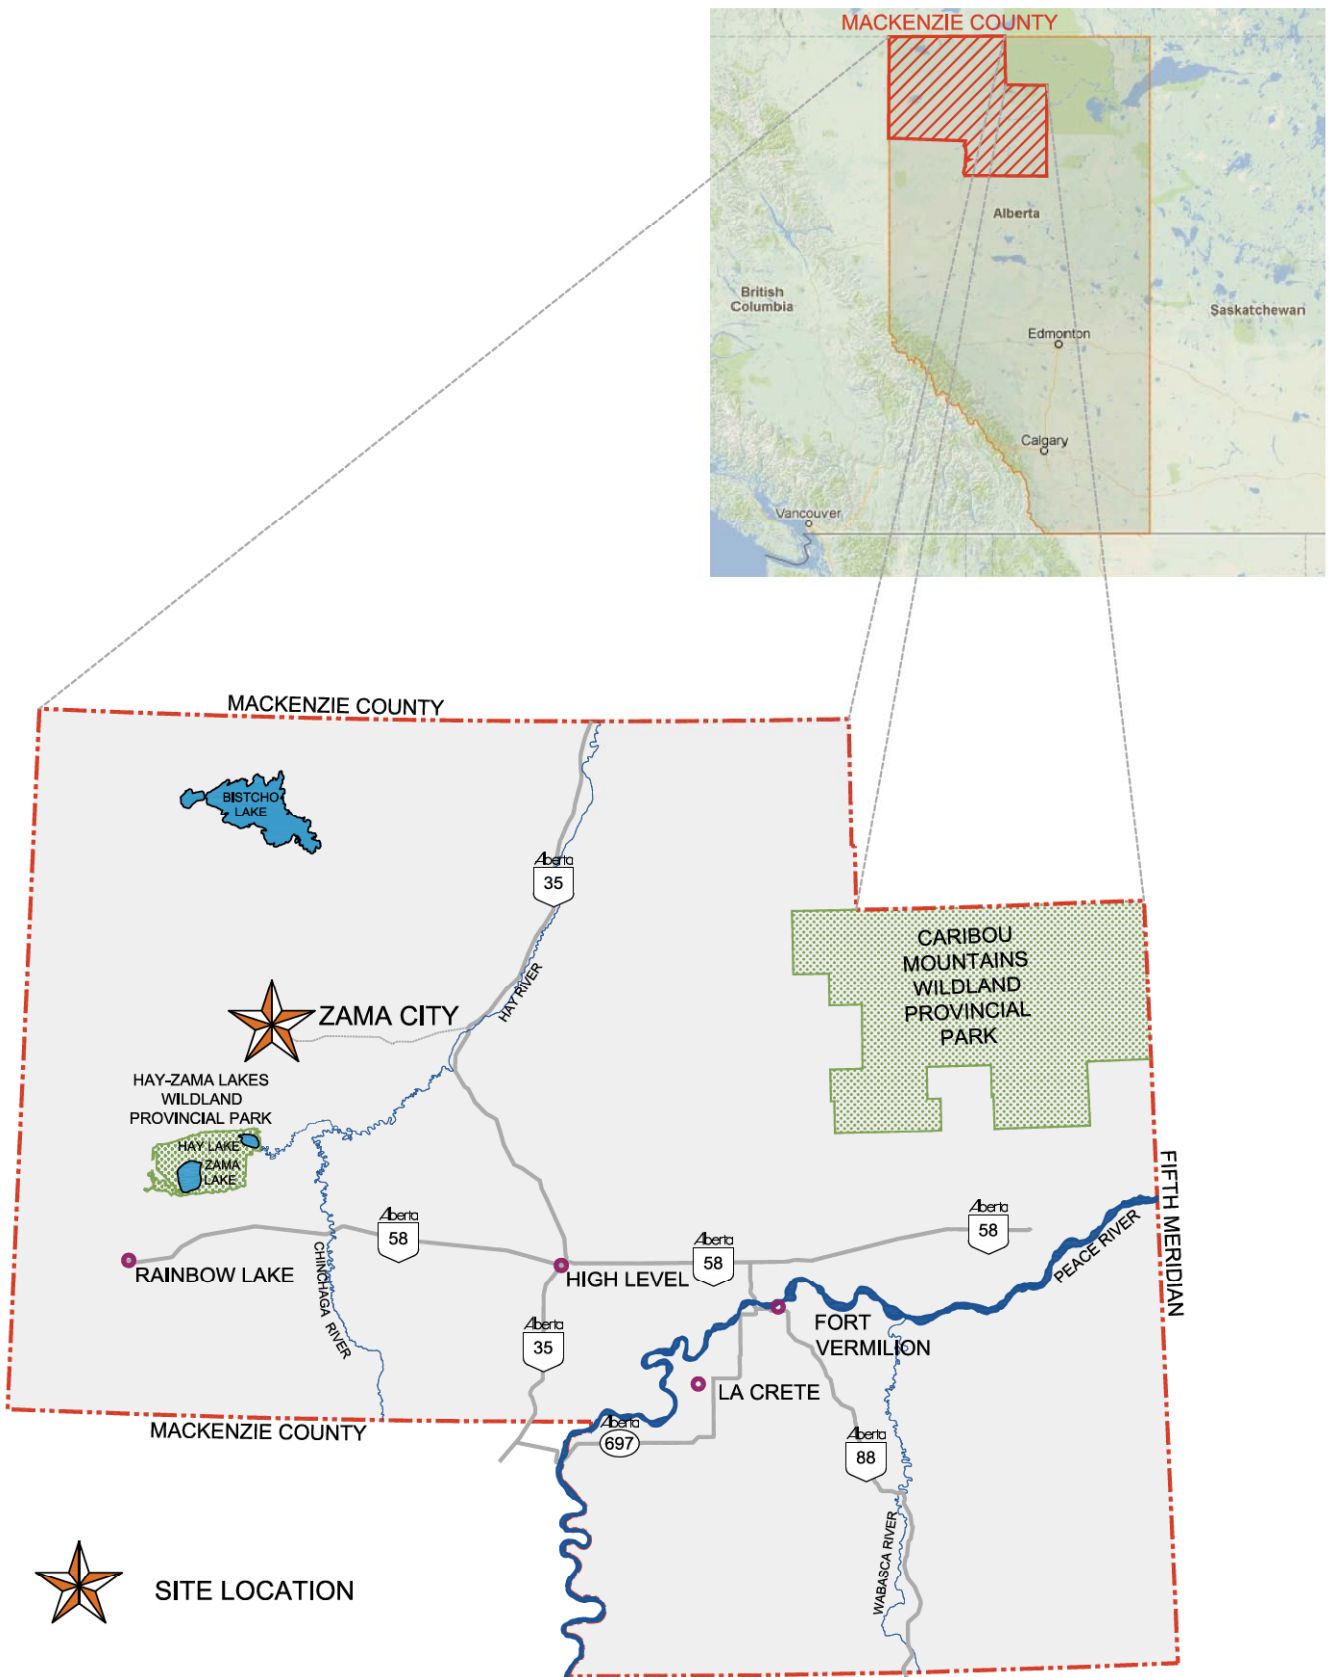 MACKENZIE COUNTY
Alberta
British
Columbia
Saskatchewan
Edmonton
Calgary
Vancouver
MACKENZIE COUNTY
BISTCHO
LAKE
Alberta
35
CARIBOU
MOUNTAINS
WILDLAND
PROVINCIAL
PARK
HAY RIVER
ZAMA CITY
HAY-ZAMA LAKES
WILDLAND
PROVINCIAL PARK
HAY LAKE
ZAMA
LAKE
FIFTH MERIDIAN
Alberta
58
Alberta
58
Alberta
58
PEACE RIVER
RAINBOW LAKE
CHINCHAGA RIVER
HIGH LEVEL
Alberta
35
FORT
VERMILION
LA CRETE
MACKENZIE COUNTY
Alberta
697
Alberta
88
WABASCA RIVER
SITE LOCATION